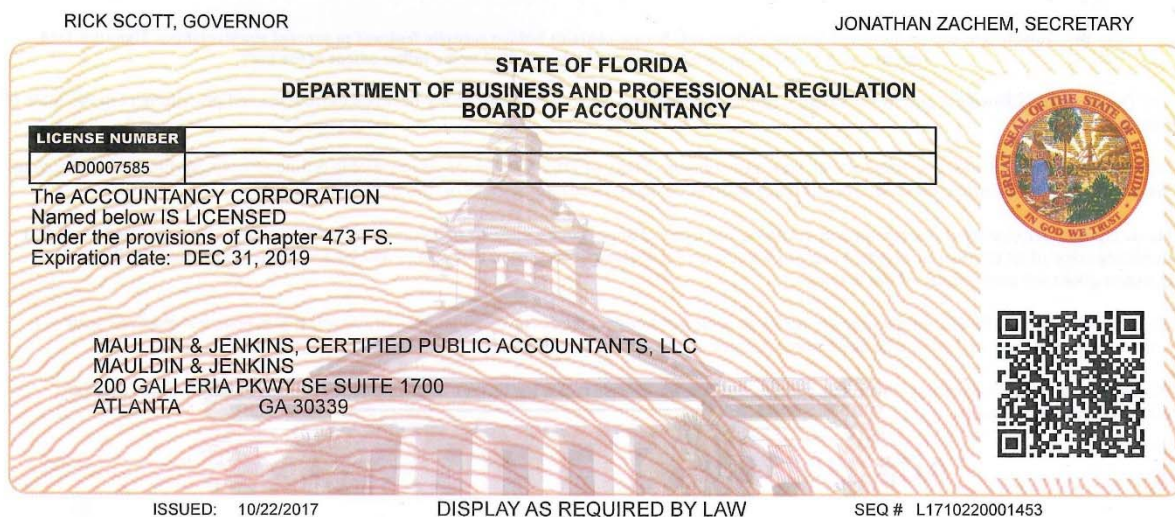 RICK SCOTT, GOVERNOR
JONATHAN ZACHEM, SECRETARY
STATE OF FLORIDA
DEPARTMENT OF BUSINESS AND PROFESSIONAL REGULATION
BOARD OF ACCOUNTANCY
LICENSE NUMBER
AD0007585
The ACCOUNTANCY CORPORATION
Named below IS LICENSED
Under the provisions of Chapter 473 FS.
Expiration date: DEC 31, 2019
MAULDIN & JENKINS, CERTIFIED PUBLIC ACCOUNTANTS, LLC
MAULDIN & JENKINS
200 GALLERIA PKWY SE SUITE 1700
ATLANTA GA 30339
GREAT SEAL OF THE STATE OF FLORIDA
IN GOD WE TRUST
ISSUED: 10/22/2017
DISPLAY AS REQUIRED BY LAW
SEQ # L1710220001453